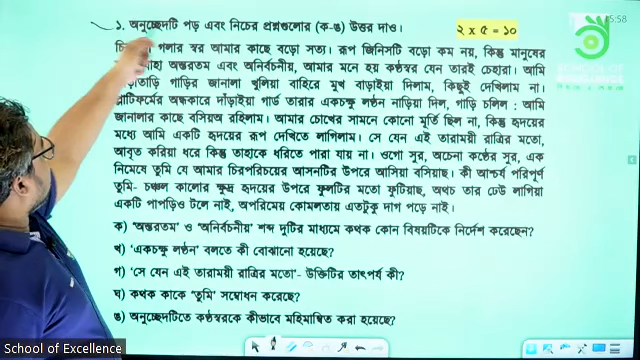 ১. অনুচ্ছেদটি পড় এবং নিচের প্রশ্নগুলোর (ক-ঙ) উত্তর দাও।
২ x ৫ = ১০
:58
গলার স্বর আমার কাছে বড়ো সত্য। রূপ জিনিসটি বড়ো কম নয়, কিন্তু মানুষের
অন্তরতম এবং অনির্বচনীয়, আমার মনে হয় কণ্ঠস্বর যেন তারই চেহারা। আমি
গাড়ির জানালা খুলিয়া বাহিরে মুখ বাড়াইয়া দিলাম, কিছুই দেখিলাম না।
প্লাটফর্মের অন্ধকারে দাঁড়াইয়া গার্ড তারার একচক্ষু লণ্ঠন নাড়িয়া দিল, গাড়ি চলিল : আমি
জানালার কাছে বসিয়া রহিলাম। আমার চোখের সামনে কোনো মূর্তি ছিল না, কিন্তু হৃদয়ের
মধ্যে আমি একটি হৃদয়ের রূপ দেখিতে লাগিলাম। সে যেন এই তারাময়ী রাত্রির মতো,
আবৃত করিয়া ধরে কিন্তু তাহাকে ধরিতে পারা যায় না। ওগো সুর, অচেনা কণ্ঠের সুর, এক
নিমেষে তুমি যে আমার চিরপরিচয়ের আসনটির উপরে আসিয়া বসিয়াছ। কী আশ্চর্য পরিপূর্ণ
তুমি- চঞ্চল কালোর ক্ষুব্ধ হৃদয়ের উপরে ফুলটির মতো ফুটিয়াছ, অথচ তার ঢেউ লাগিয়া
একটি পাপড়িও টলে নাই, অপরিমেয় কোমলতায় এতটুকু দাগ পড়ে নাই।
ক) ‘অন্তরতম’ ও ‘অনির্বচনীয়’ শব্দ দুটির মাধ্যমে কথক কোন বিষয়টিকে নির্দেশ করেছেন?
খ) ‘একচক্ষু লণ্ঠন’ বলতে কী বোঝানো হয়েছে?
গ) ‘সে যেন এই তারাময়ী রাত্রির মতো’- উক্তিটির তাৎপর্য কী?
ঘ) কথক কাকে ‘তুমি’ সম্বোধন করেছে?
ঙ) অনুচ্ছেদটিতে কণ্ঠস্বরকে কীভাবে মহিমান্বিত করা হয়েছে?
School of Excellence